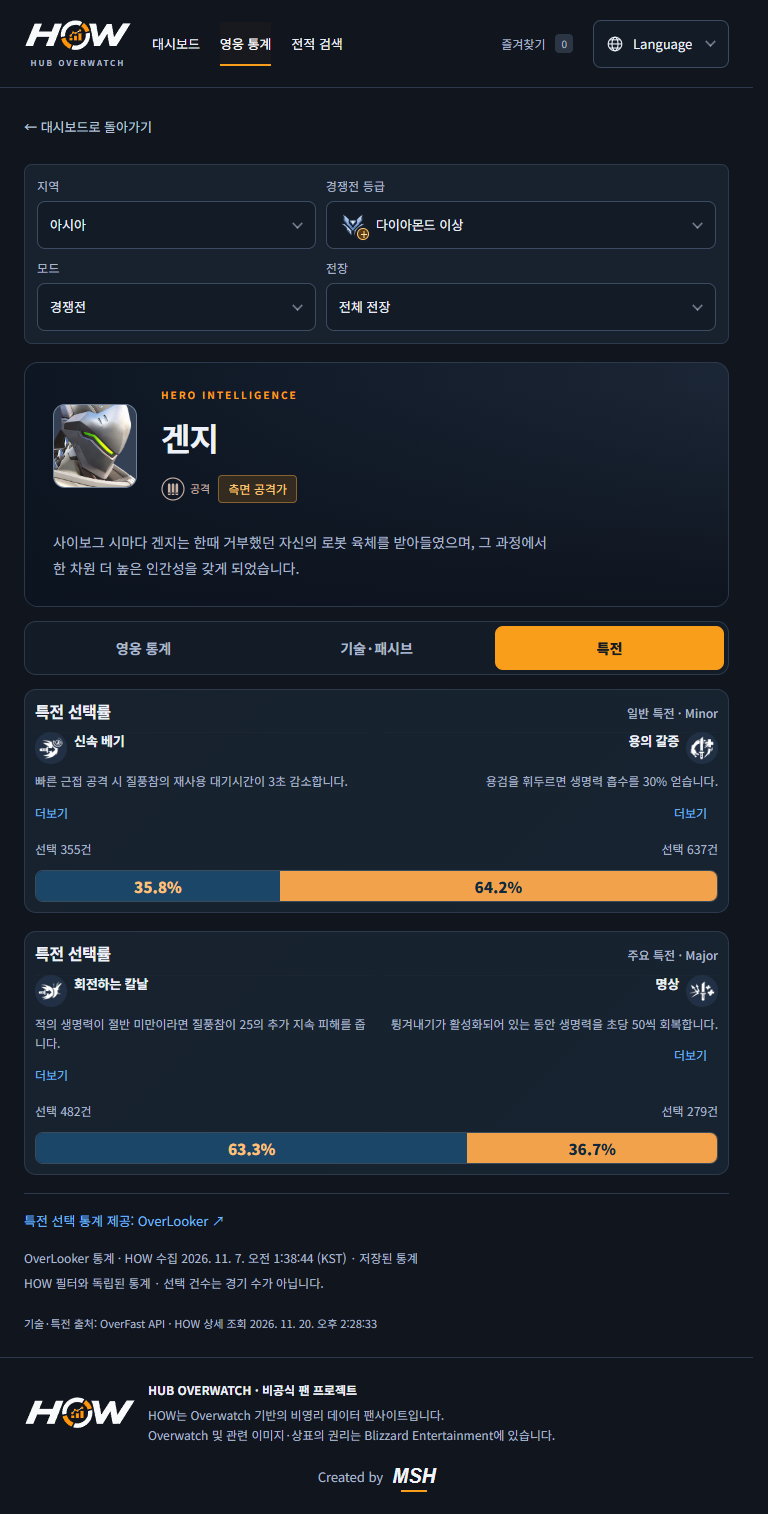 HOW
HUB OVERWATCH
대시보드
영웅 통계
전적 검색
즐겨찾기 0
Language
← 대시보드로 돌아가기
지역
경쟁전 등급
아시아
다이아몬드 이상
모드
전장
경쟁전
전체 전장
HERO INTELLIGENCE
겐지
공격
측면 공격가
사이보그 시마다 겐지는 한때 거부했던 자신의 로봇 육체를 받아들였으며, 그 과정에서
한 차원 더 높은 인간성을 갖게 되었습니다.
영웅 통계
기술·패시브
특전
특전 선택률
일반 특전 · Minor
신속 베기
용의 갈증
빠른 근접 공격 시 질풍참의 재사용 대기시간이 3초 감소합니다.
용검을 휘두르면 생명력 흡수를 30% 얻습니다.
더보기
더보기
선택 355건
선택 637건
35.8%
64.2%
특전 선택률
주요 특전 · Major
회전하는 칼날
명상
적의 생명력이 절반 미만이라면 질풍참이 25의 추가 지속 피해를 줍
니다.
튕겨내기가 활성화되어 있는 동안 생명력을 초당 50씩 회복합니다.
더보기
더보기
선택 482건
선택 279건
63.3%
36.7%
특전 선택 통계 제공: OverLooker ↗
OverLooker 통계 · HOW 수집 2026. 11. 7. 오전 1:38:44 (KST) · 저장된 통계
HOW 필터와 독립된 통계 · 선택 건수는 경기 수가 아닙니다.
기술·특전 출처: OverFast API · HOW 상세 조회 2026. 11. 20. 오후 2:28:33
HOW
HUB OVERWATCH · 비공식 팬 프로젝트
HOW는 Overwatch 기반의 비영리 데이터 팬사이트입니다.
Overwatch 및 관련 이미지·상표의 권리는 Blizzard Entertainment에 있습니다.
Created by MSH